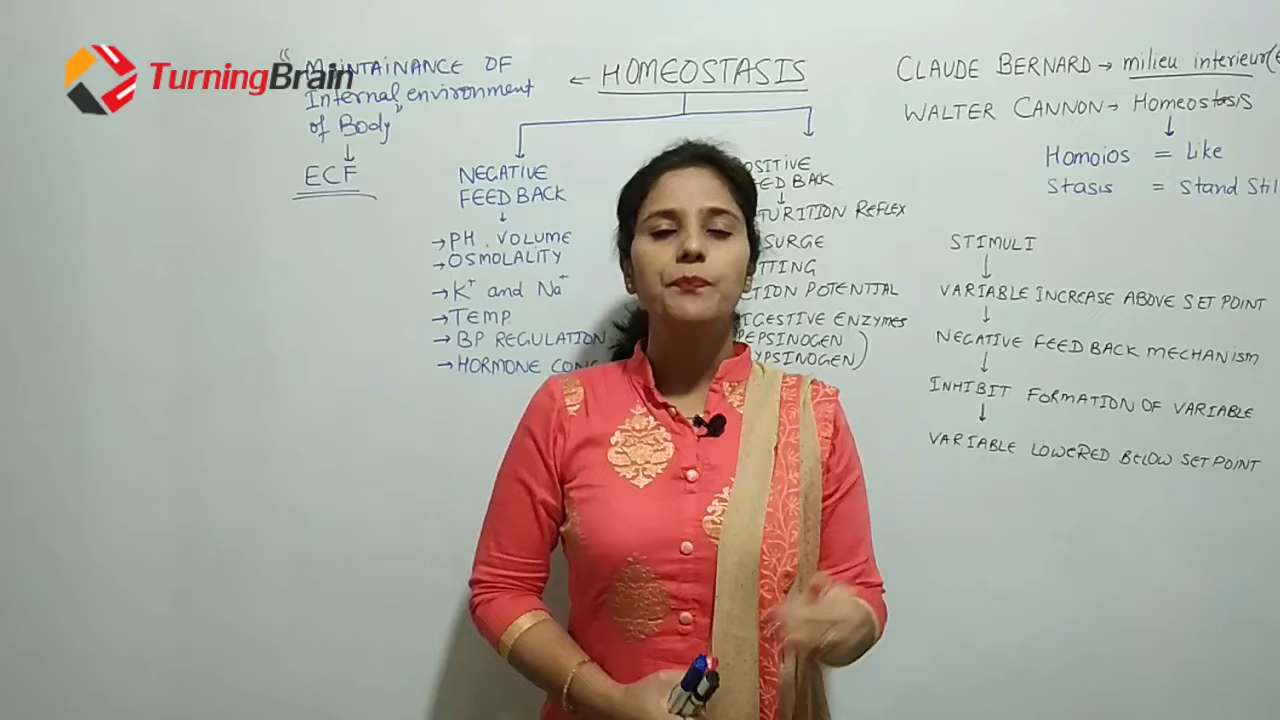 TurningBrain
"MAINTAINANCE OF
Internal environment
of Body"
↓
ECF
← HOMEOSTASIS
NEGATIVE
FEEDBACK
↓
→ PH, VOLUME
→ OSMOLALITY
→ K⁺ and Na⁺
→ TEMP.
→ BP REGULATION
→ HORMONE CONC
OSITIVE
EED BACK
↓
TURITION REFLEX
SURGE
TTING
CTION POTENTIAL
IGESTIVE ENZYMES
PEPSINOGEN
YPSINOGEN)
CLAUDE BERNARD → milieu interieur(
WALTER CANNON → Homeostasis
↓
Homoios = Like
Stasis = Stand Stil
STIMULI
↓
VARIABLE INCREASE ABOVE SET POINT
↓
NEGATIVE FEED BACK MECHANISM
↓
INHIBIT FORMATION OF VARIABLE
↓
VARIABLE LOWERED BELOW SET POINT